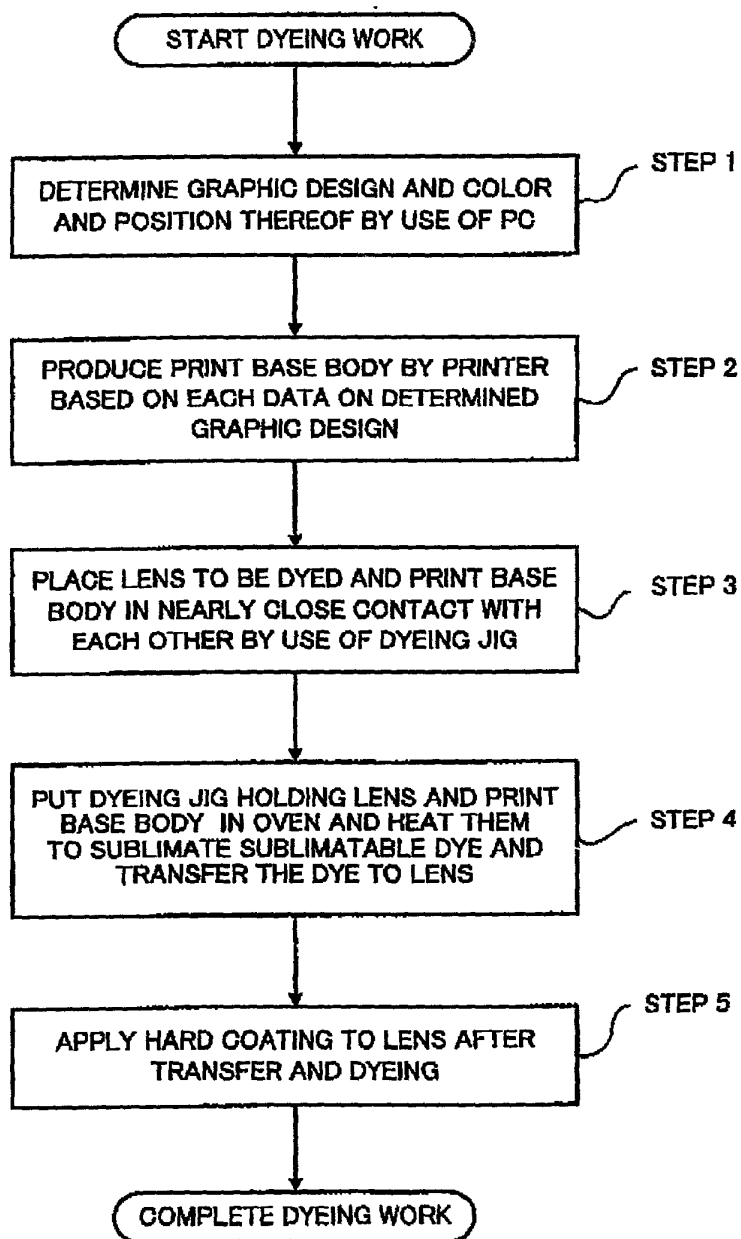 START DYEING WORK
STEP 1
DETERMINE GRAPHIC DESIGN AND COLOR
AND POSITION THEREOF BY USE OF PC
STEP 2
PRODUCE PRINT BASE BODY BY PRINTER
BASED ON EACH DATA ON DETERMINED
GRAPHIC DESIGN
STEP 3
PLACE LENS TO BE DYED AND PRINT BASE
BODY IN NEARLY CLOSE CONTACT WITH
EACH OTHER BY USE OF DYEING JIG
STEP 4
PUT DYEING JIG HOLDING LENS AND PRINT
BASE BODY IN OVEN AND HEAT THEM
TO SUBLIMATE SUBLIMATABLE DYE AND
TRANSFER THE DYE TO LENS
STEP 5
APPLY HARD COATING TO LENS AFTER
TRANSFER AND DYEING
COMPLETE DYEING WORK